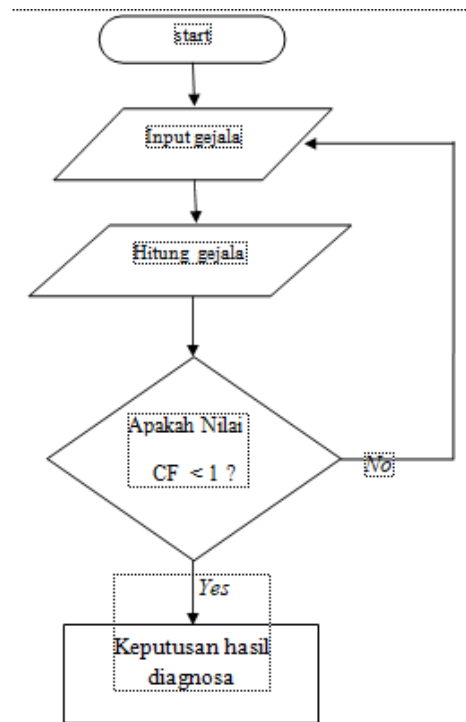 start
Input gejala
Hitung gejala
Apakah Nilai
CF < 1 ?
No
Yes
Keputusan hasil
diagnosa